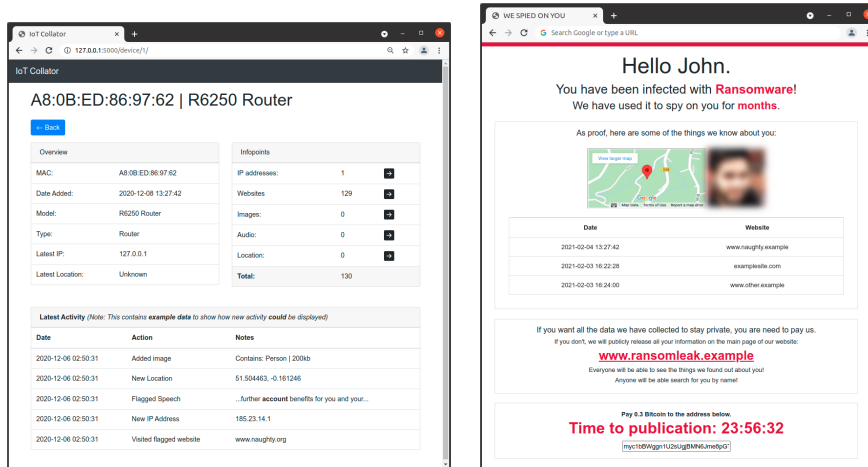 IoT Collator
127.0.0.1:5000/device/1/
IoT Collator
A8:0B:ED:86:97:62 | R6250 Router
← Back
Overview
MAC: A8:0B:ED:86:97:62
Date Added: 2020-12-08 13:27:42
Model: R6250 Router
Type: Router
Latest IP: 127.0.0.1
Latest Location: Unknown
Infopoints
IP addresses: 1
Websites 129
Images: 0
Audio: 0
Location: 0
Total: 130
Latest Activity (Note: This contains example data to show how new activity could be displayed)
Date Action Notes
2020-12-06 02:50:31 Added image Contains: Person | 200kb
2020-12-06 02:50:31 New Location 51.504463, -0.161246
2020-12-06 02:50:31 Flagged Speech ...further account benefits for you and your...
2020-12-06 02:50:31 New IP Address 185.23.14.1
2020-12-06 02:50:31 Visited flagged website www.naughty.org
WE SPIED ON YOU
Search Google or type a URL
Hello John.
You have been infected with Ransomware!
We have used it to spy on you for months.
As proof, here are some of the things we know about you:
View larger map
Google
Map data Terms of Use Report a map error
Date Website
2021-02-04 13:27:42 www.naughty.example
2021-02-03 16:22:28 examplesite.com
2021-02-03 16:24:00 www.other.example
If you want all the data we have collected to stay private, you are need to pay us.
If you don't, we will publicly release all your information on the main page of our website:
www.ransomleak.example
Everyone will be able to see the things we found out about you!
Anyone will be able search for you by name!
Pay 0.3 Bitcoin to the address below.
Time to publication: 23:56:32